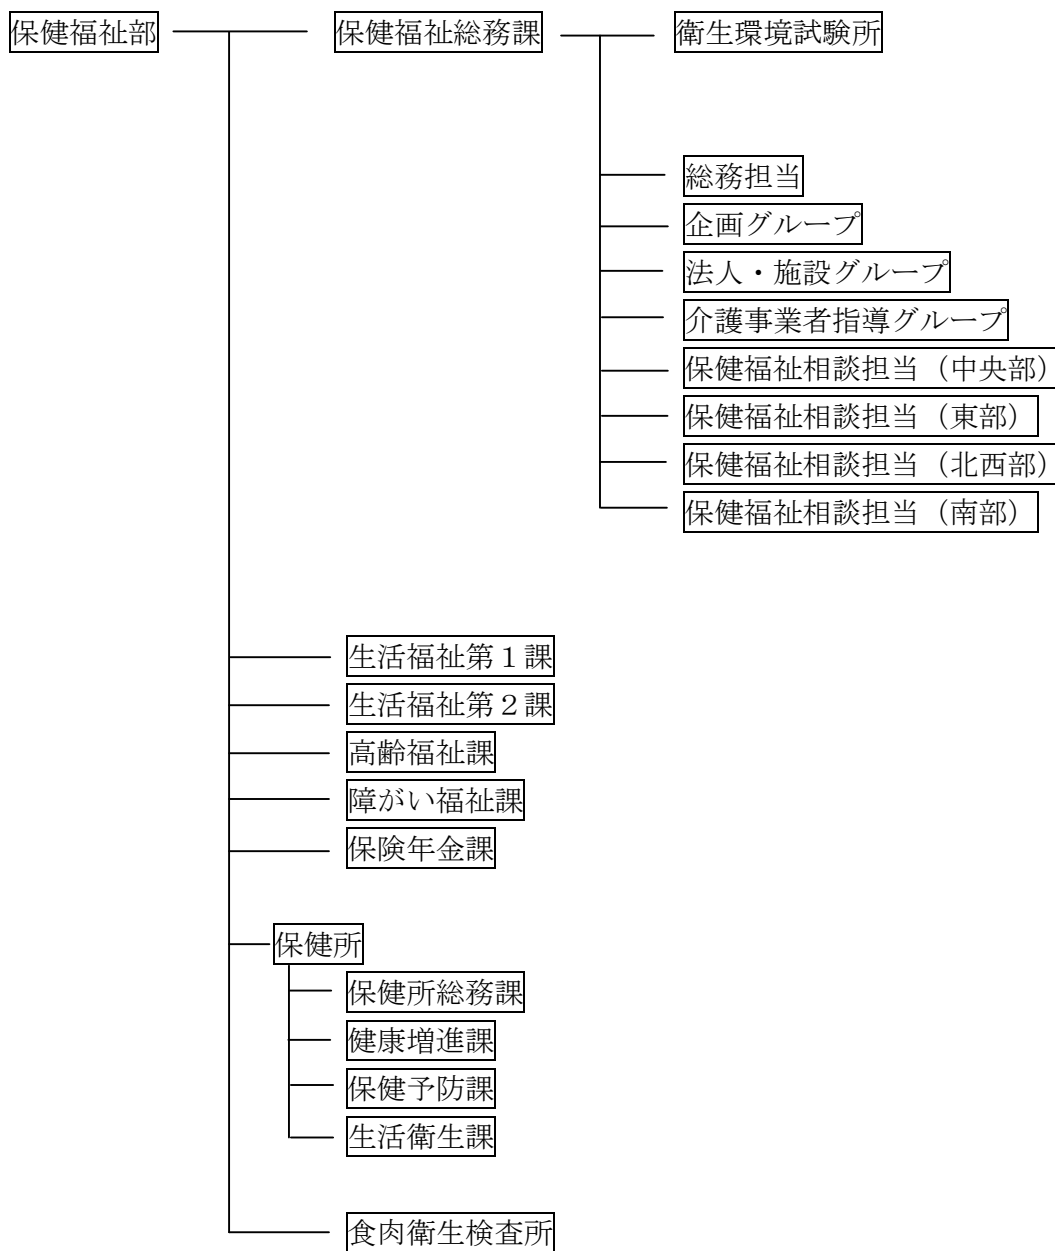 保健福祉部 保健福祉総務課 衛生環境試験所
総務担当
企画グループ
法人・施設グループ
介護事業者指導グループ
保健福祉相談担当（中央部）
保健福祉相談担当（東部）
保健福祉相談担当（北西部）
保健福祉相談担当（南部）
生活福祉第１課
生活福祉第２課
高齢福祉課
障がい福祉課
保険年金課
保健所
保健所総務課
健康増進課
保健予防課
生活衛生課
食肉衛生検査所